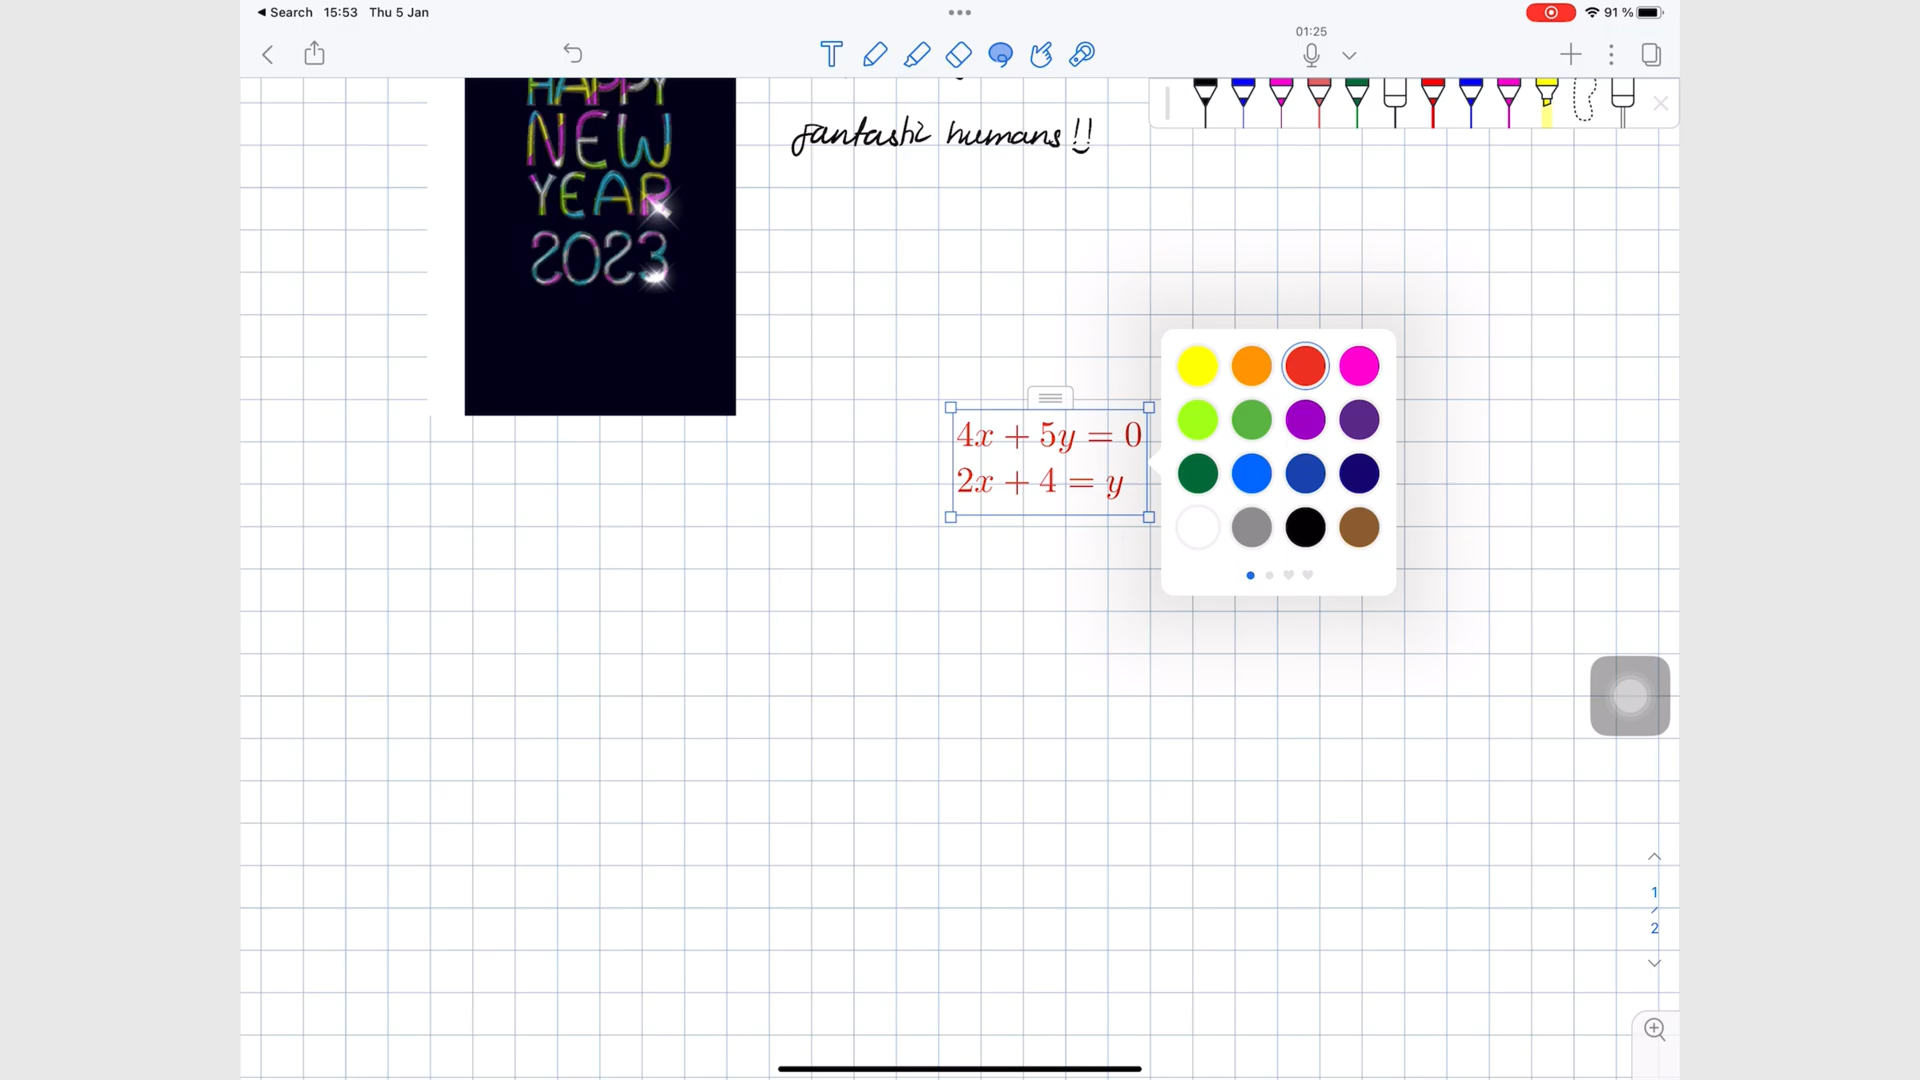 Search 15:53 Thu 5 Jan
91 %
01:25
HAPPY
NEW
YEAR
2023
fantastic humans!!
4x + 5y = 0
2x + 4 = y
1
/
2